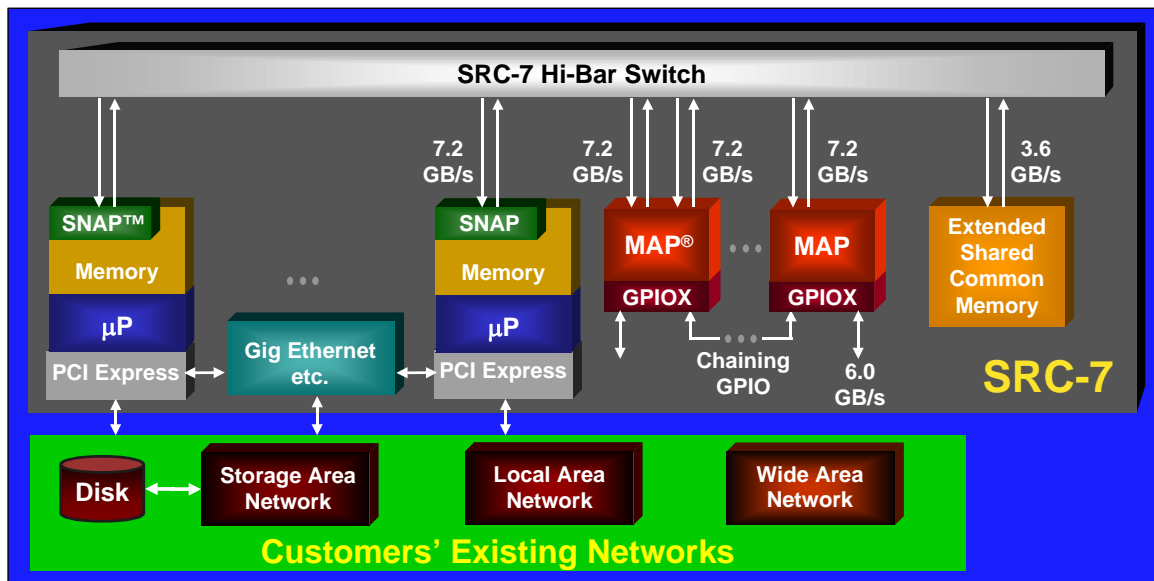 SRC-7 Hi-Bar Switch
7.2
GB/s
7.2
GB/s
7.2
GB/s
7.2
GB/s
3.6
GB/s
SNAP™
Memory
µP
PCI Express
Gig Ethernet
etc.
SNAP
Memory
µP
PCI Express
MAP®
GPIOX
MAP
GPIOX
Chaining
GPIO
6.0
GB/s
Extended
Shared
Common
Memory
SRC-7
Disk
Storage Area
Network
Local Area
Network
Wide Area
Network
Customers’ Existing Networks